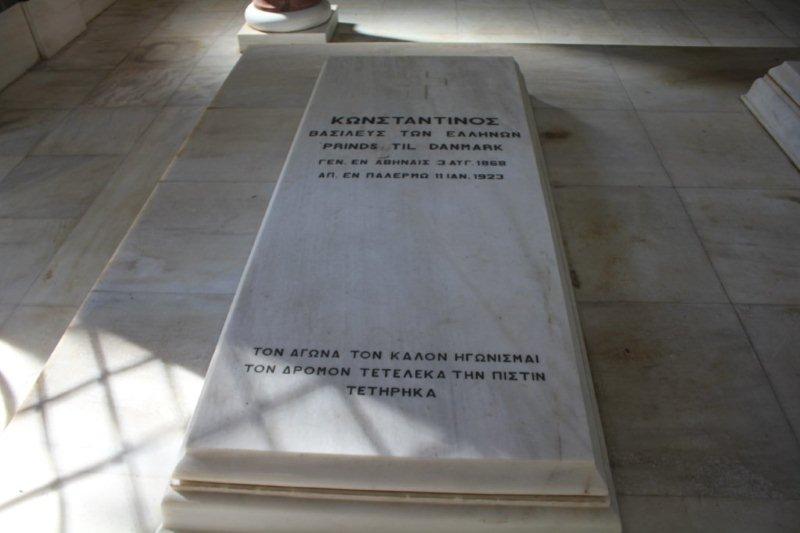 ΚΩΝΣΤΑΝΤΙΝΟΣ
ΒΑΣΙΛΕΥΣ ΤΩΝ ΕΛΛΗΝΩΝ
PRINDS TIL DANMARK
ΓΕΝ. ΕΝ ΑΘΗΝΑΙΣ 3 ΑΥΓ. 1868
ΑΠ. ΕΝ ΠΑΛΕΡΜΩ 11 ΙΑΝ. 1923
ΤΟΝ ΑΓΩΝΑ ΤΟΝ ΚΑΛΟΝ ΗΓΩΝΙΣΜΑΙ
ΤΟΝ ΔΡΟΜΟΝ ΤΕΤΕΛΕΚΑ ΤΗΝ ΠΙΣΤΙΝ
ΤΕΤΗΡΗΚΑ